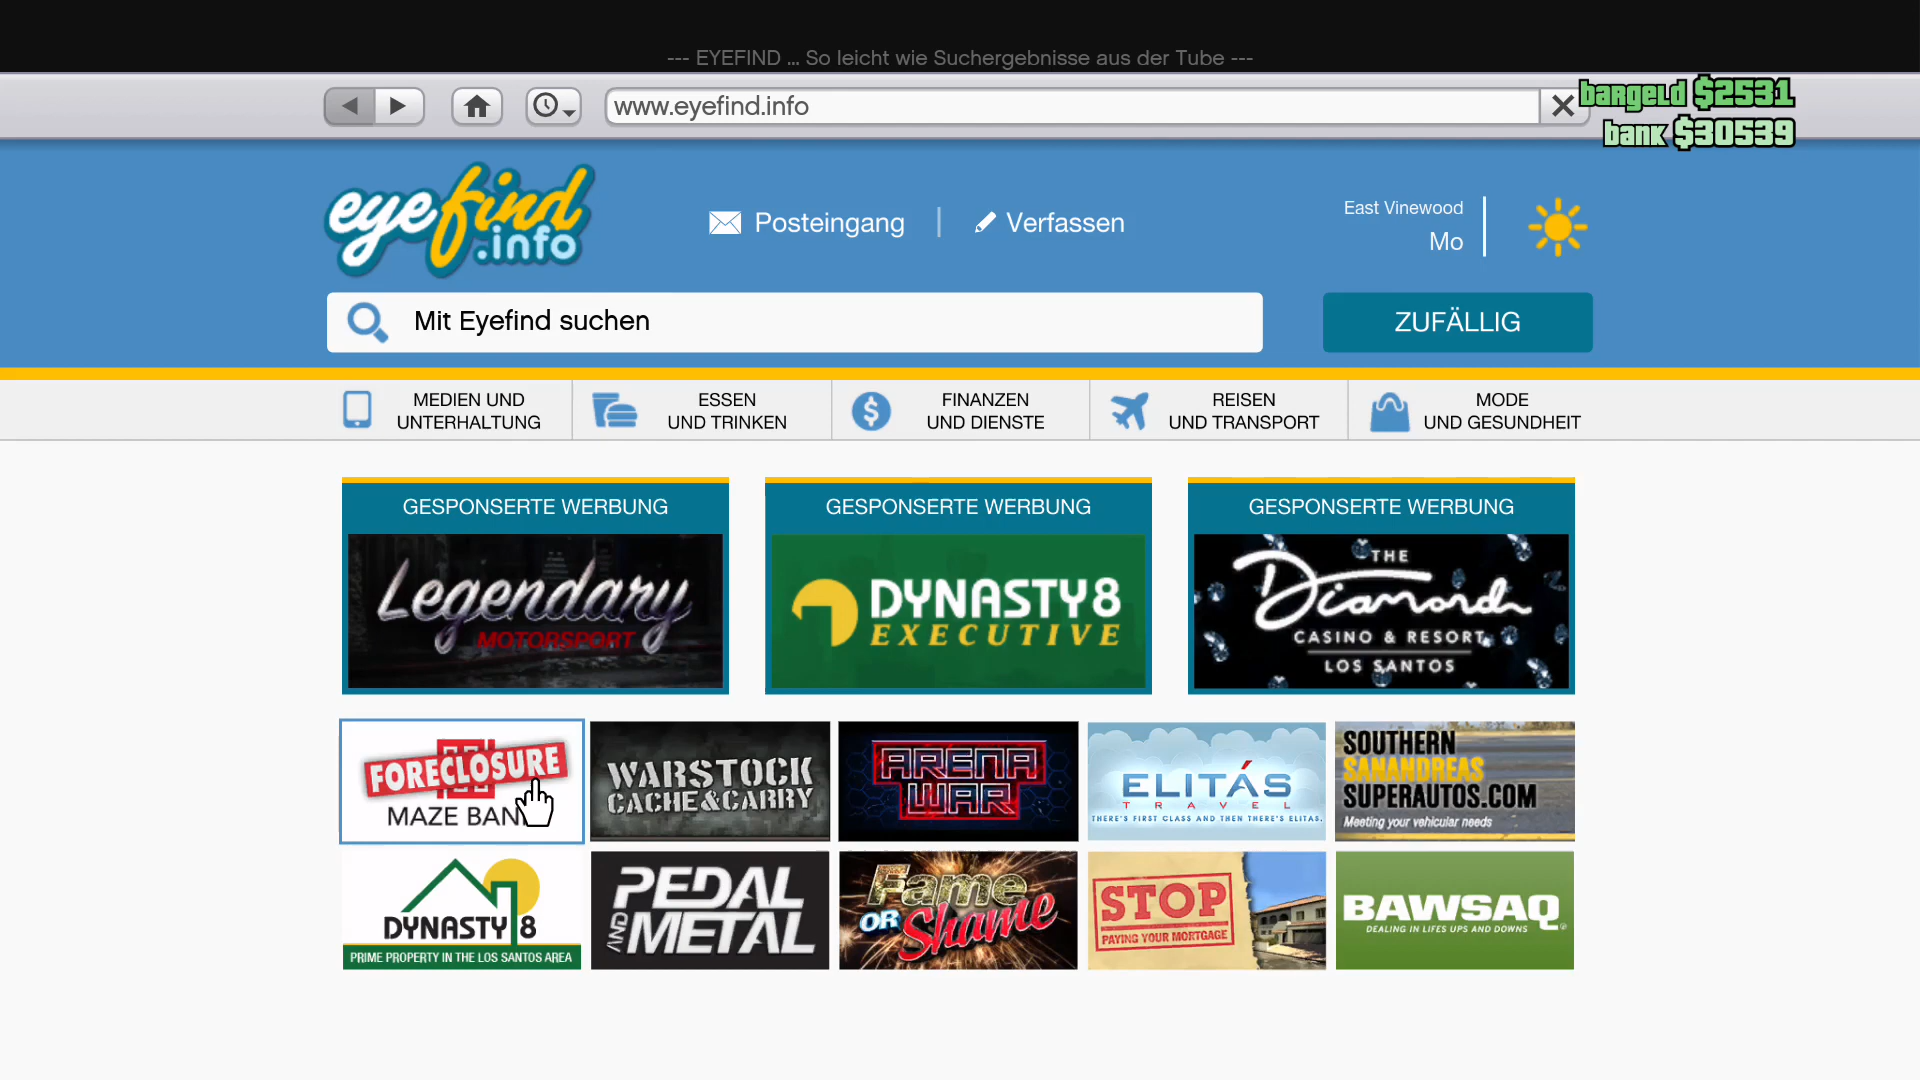 --- EYEFIND ... So leicht wie Suchergebnisse aus der Tube ---
www.eyefind.info
bargeld $2531
bank $30539
eyefind
.info
Posteingang
Verfassen
East Vinewood
Mo
Mit Eyefind suchen
ZUFÄLLIG
MEDIEN UND
UNTERHALTUNG
ESSEN
UND TRINKEN
FINANZEN
UND DIENSTE
REISEN
UND TRANSPORT
MODE
UND GESUNDHEIT
GESPONSERTE WERBUNG
Legendary
MOTORSPORT
GESPONSERTE WERBUNG
DYNASTY 8
EXECUTIVE
GESPONSERTE WERBUNG
THE
Diamond
CASINO & RESORT
LOS SANTOS
FORECLOSURE
MAZE BAN
WARSTOCK
CACHE&CARRY
ARENA
WAR
ELITÁS
TRAVEL
THERE'S FIRST CLASS AND THEN THERE'S ELITAS.
SOUTHERN
SANANDREAS
SUPERAUTOS.COM
Meeting your vehicular needs
DYNASTY 8
PRIME PROPERTY IN THE LOS SANTOS AREA
PEDAL
AND METAL
Fame
OR Shame
STOP
PAYING YOUR MORTGAGE
BAWSAQ
DEALING IN LIFES UPS AND DOWNS